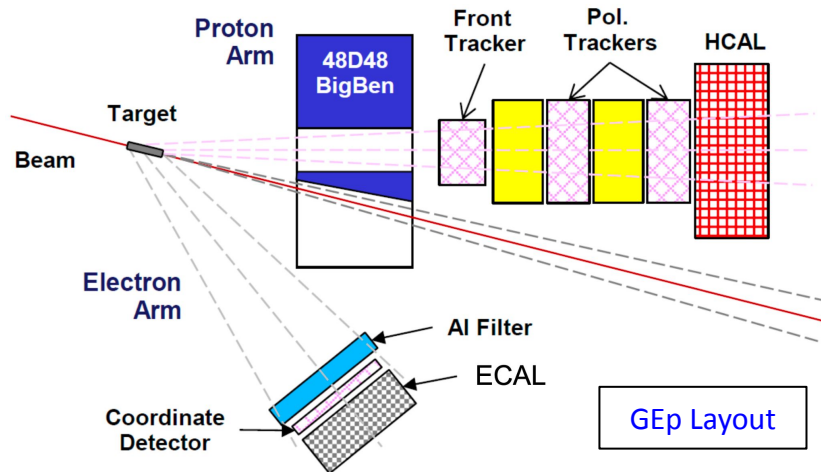 Proton
Arm
48D48
BigBen
Front
Tracker
Pol.
Trackers
HCAL
Target
Beam
Electron
Arm
Al Filter
ECAL
Coordinate
Detector
GEp Layout